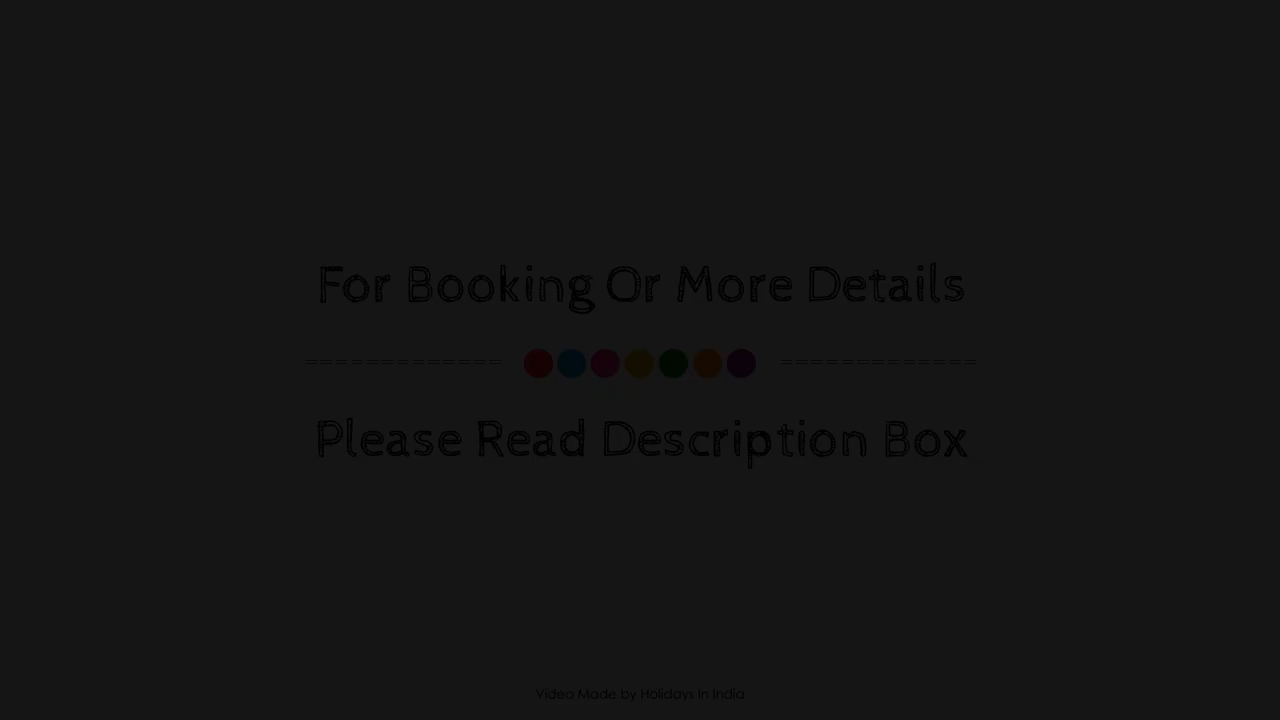 For Booking Or More Details
============= =============
Please Read Description Box
Video Made by Holidays In India